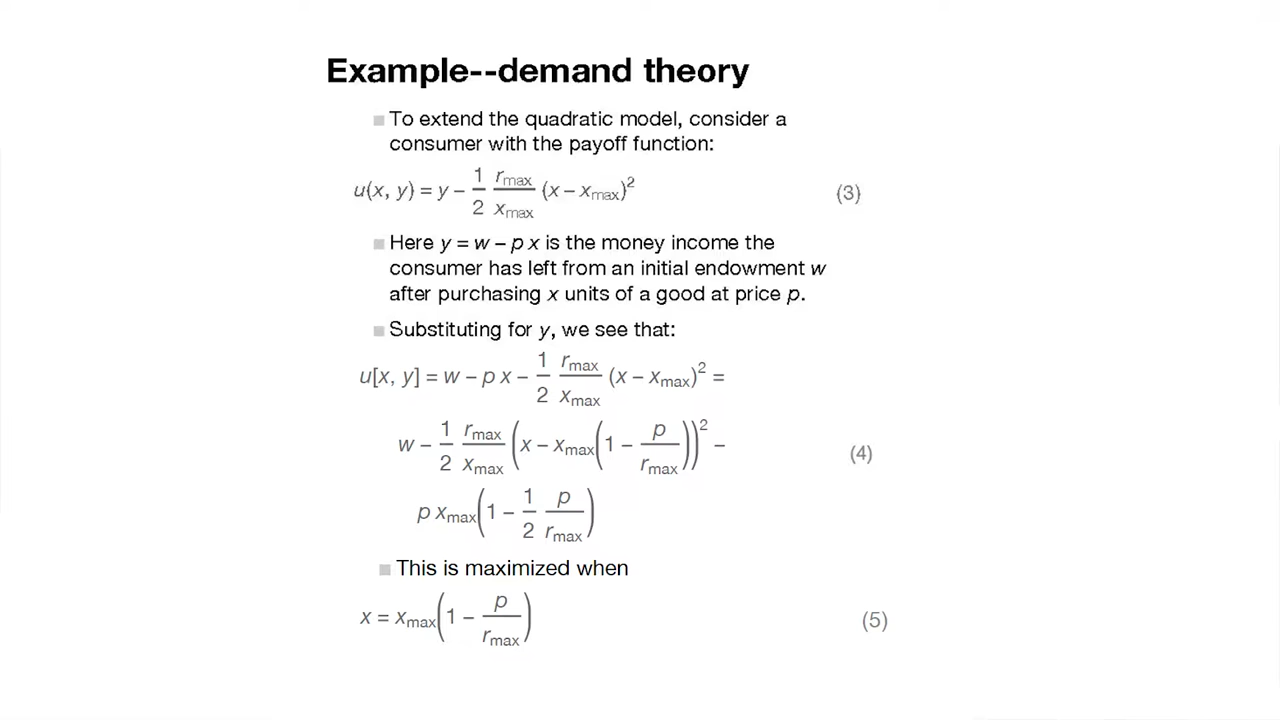 Example--demand theory
To extend the quadratic model, consider a
consumer with the payoff function:
u(x, y) = y − 1/2 r_max/x_max (x − x_max)² (3)
Here y = w − p x is the money income the
consumer has left from an initial endowment w
after purchasing x units of a good at price p.
Substituting for y, we see that:
u[x, y] = w − p x − 1/2 r_max/x_max (x − x_max)² =
w − 1/2 r_max/x_max (x − x_max(1 − p/r_max))² − (4)
p x_max(1 − 1/2 p/r_max)
This is maximized when
x = x_max(1 − p/r_max) (5)